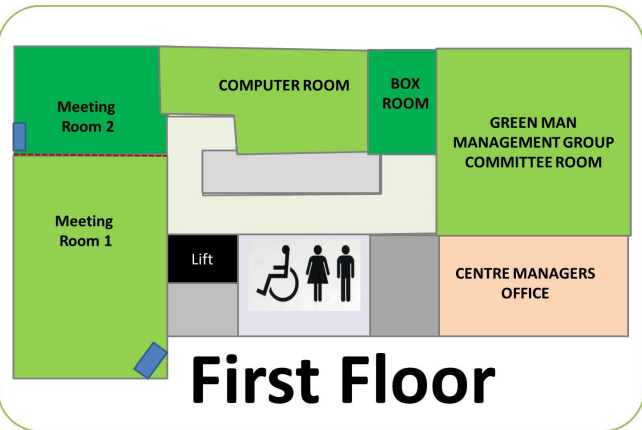 COMPUTER ROOM
BOX
ROOM
Meeting
Room 2
GREEN MAN
MANAGEMENT GROUP
COMMITTEE ROOM
Meeting
Room 1
Lift
CENTRE MANAGERS
OFFICE
First Floor